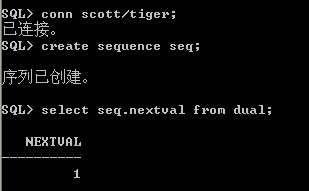 SQL> conn scott/tiger;
已连接。
SQL> create sequence seq;
序列已创建。
SQL> select seq.nextval from dual;
NEXTVAL
----------
1